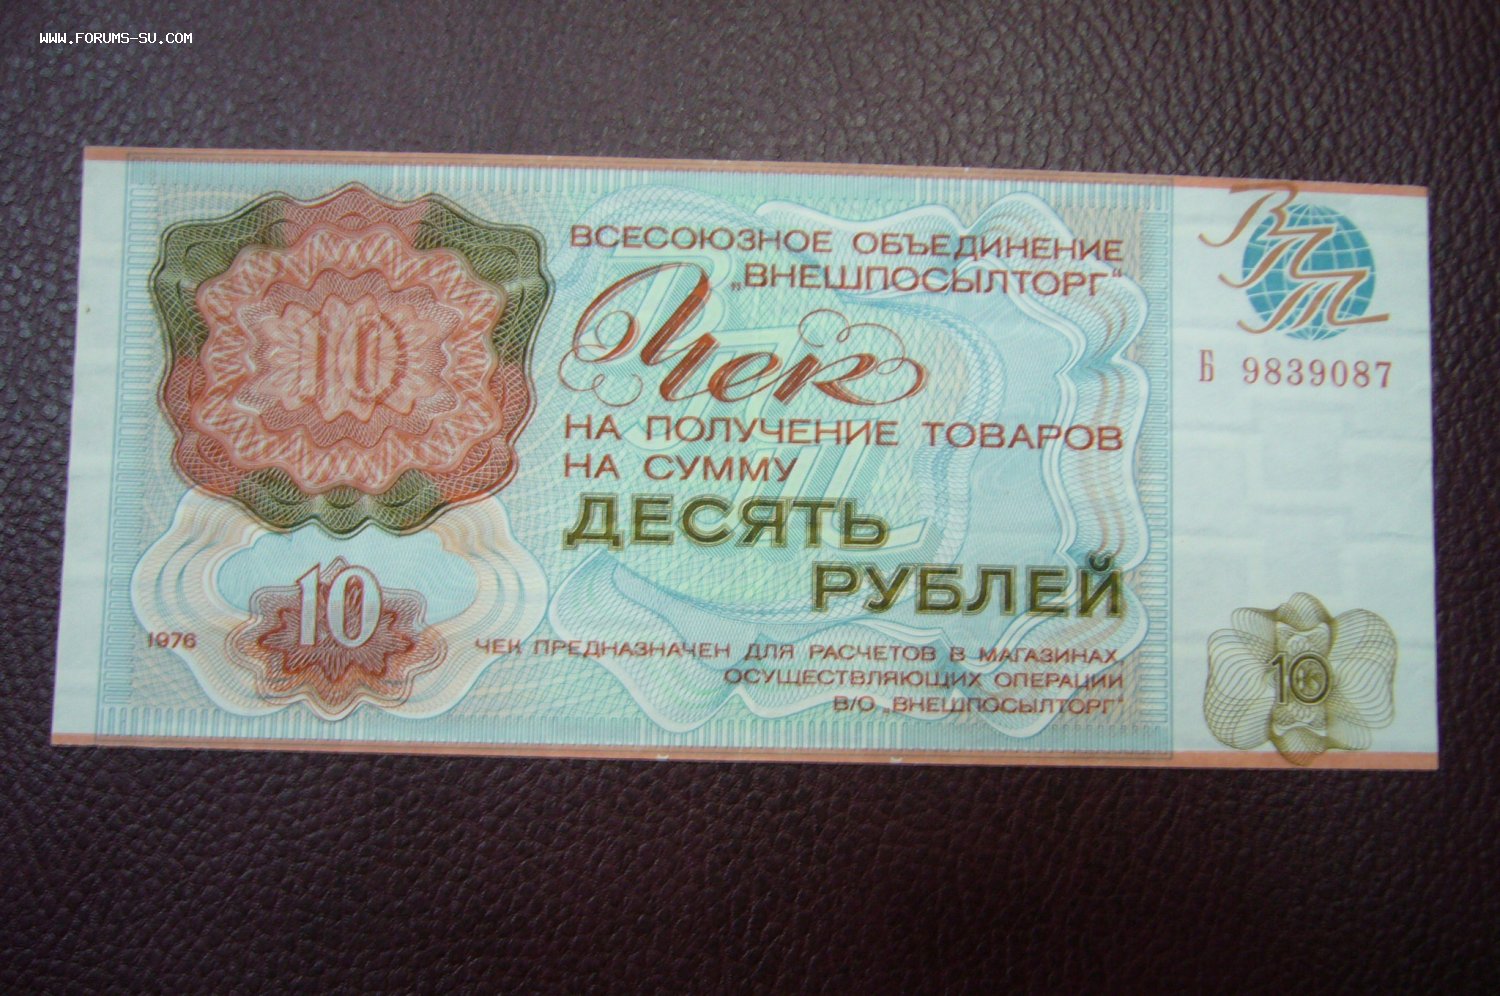 WWW.FORUMS-SU.COM
ВСЕСОЮЗНОЕ ОБЪЕДИНЕНИЕ
„ВНЕШПОСЫЛТОРГ“
ВПТ
Б 9839087
10
Чек
НА ПОЛУЧЕНИЕ ТОВАРОВ
НА СУММУ
ДЕСЯТЬ
РУБЛЕЙ
10
1976
ЧЕК ПРЕДНАЗНАЧЕН ДЛЯ РАСЧЕТОВ В МАГАЗИНАХ,
ОСУЩЕСТВЛЯЮЩИХ ОПЕРАЦИИ
В/О „ВНЕШПОСЫЛТОРГ“
10